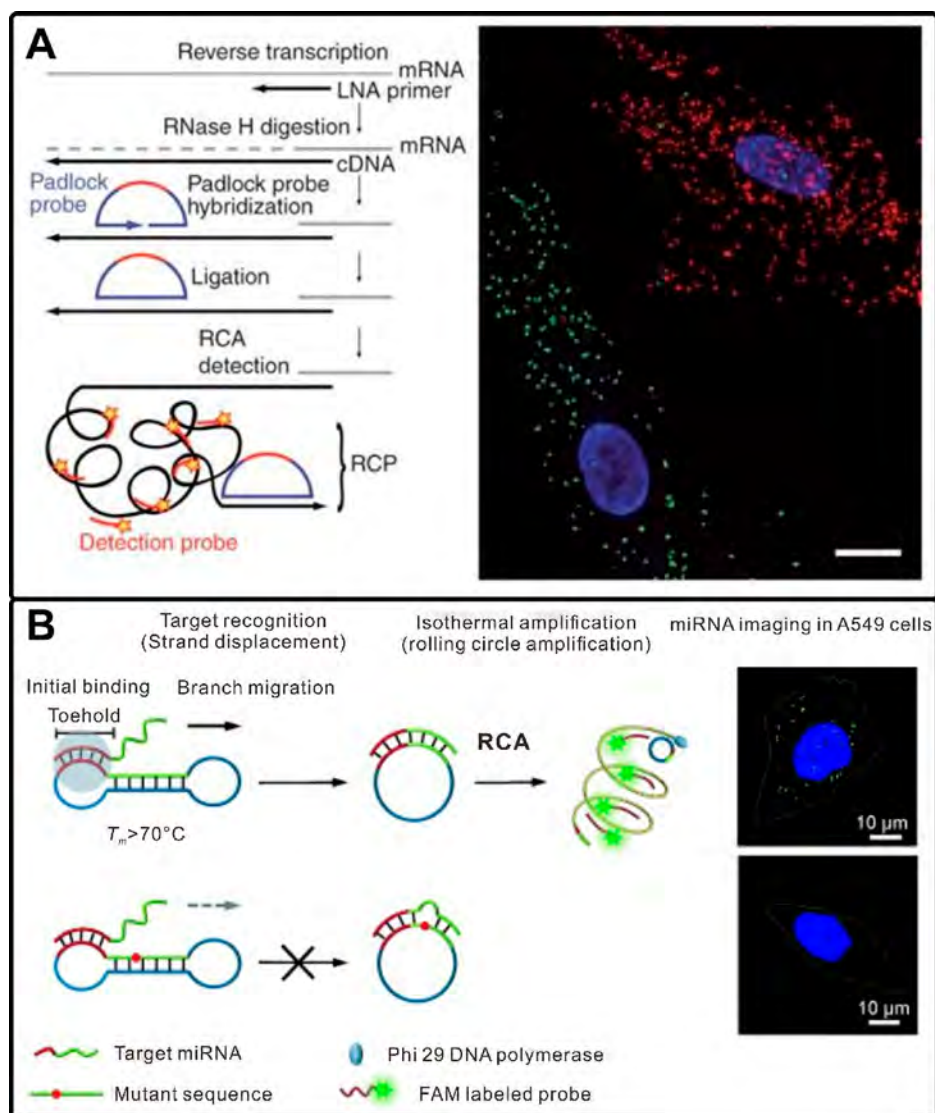 A
Reverse transcription
mRNA
LNA primer
RNase H digestion
mRNA
cDNA
Padlock probe
Padlock probe hybridization
Ligation
RCA detection
RCP
Detection probe
B
Target recognition
(Strand displacement)
Isothermal amplification
(rolling circle amplification)
miRNA imaging in A549 cells
Initial binding
Branch migration
Toehold
RCA
Tm>70°C
10 μm
10 μm
Target miRNA
Phi 29 DNA polymerase
Mutant sequence
FAM labeled probe